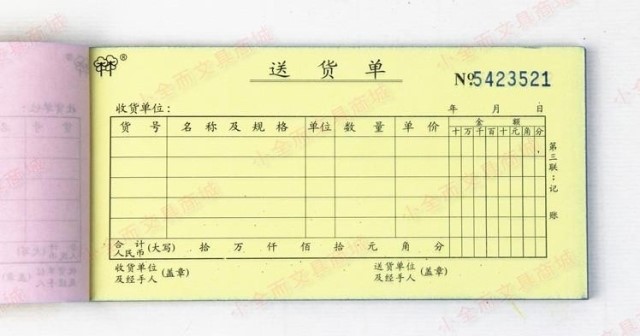 送货单
№ 5423521
收货单位： 年 月 日
货号 名称及规格 单位 数量 单价 金额
十 万 千 百 十 元 角 分
第三联：记账
合计人民币 (大写) 拾 万 仟 佰 拾 元 角 分
收货单位及经手人 (盖章) 送货单位及经手人 (盖章)
小全而文具商城